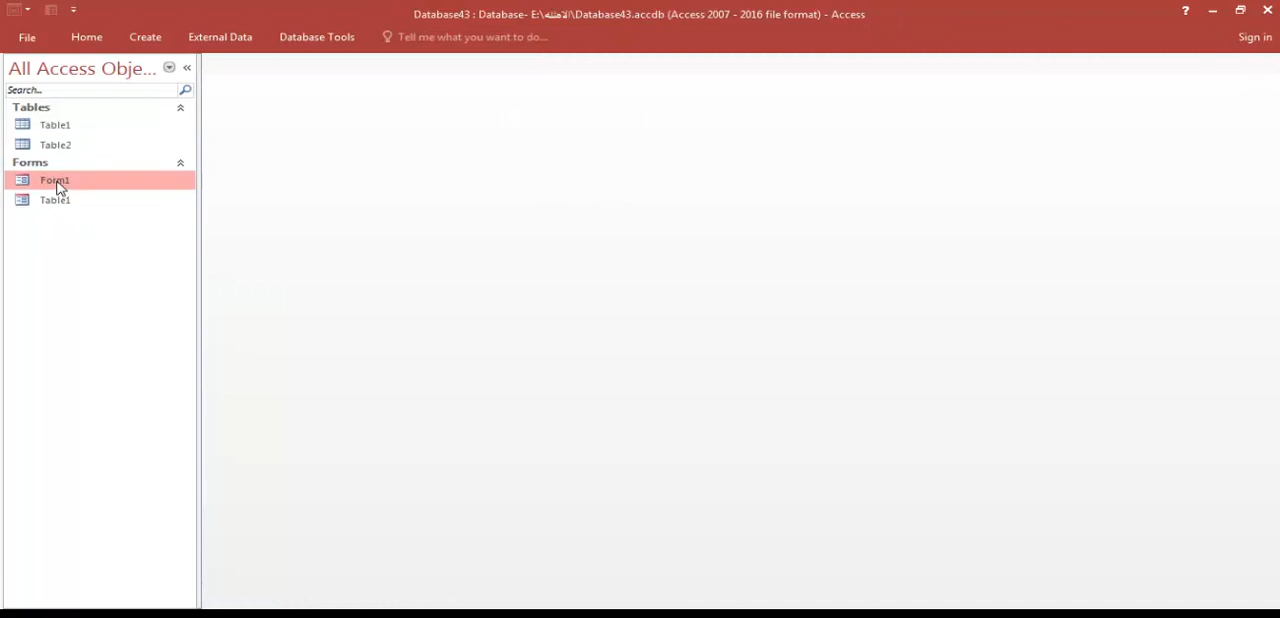 Database43 : Database- E:\الامثله\Database43.accdb (Access 2007 - 2016 file format) - Access
?
File Home Create External Data Database Tools Tell me what you want to do... Sign in
All Access Obje... «
Search...
Tables
Table1
Table2
Forms
Form1
Table1